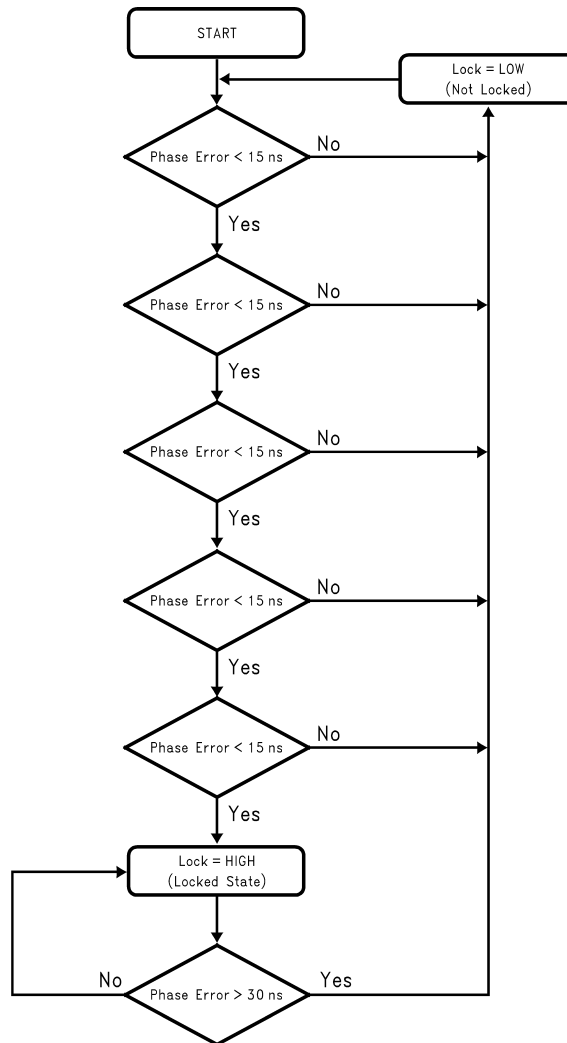 START
Lock = LOW
(Not Locked)
Phase Error < 15 ns
No
Yes
Phase Error < 15 ns
No
Yes
Phase Error < 15 ns
No
Yes
Phase Error < 15 ns
No
Yes
Phase Error < 15 ns
No
Yes
Lock = HIGH
(Locked State)
No
Phase Error > 30 ns
Yes